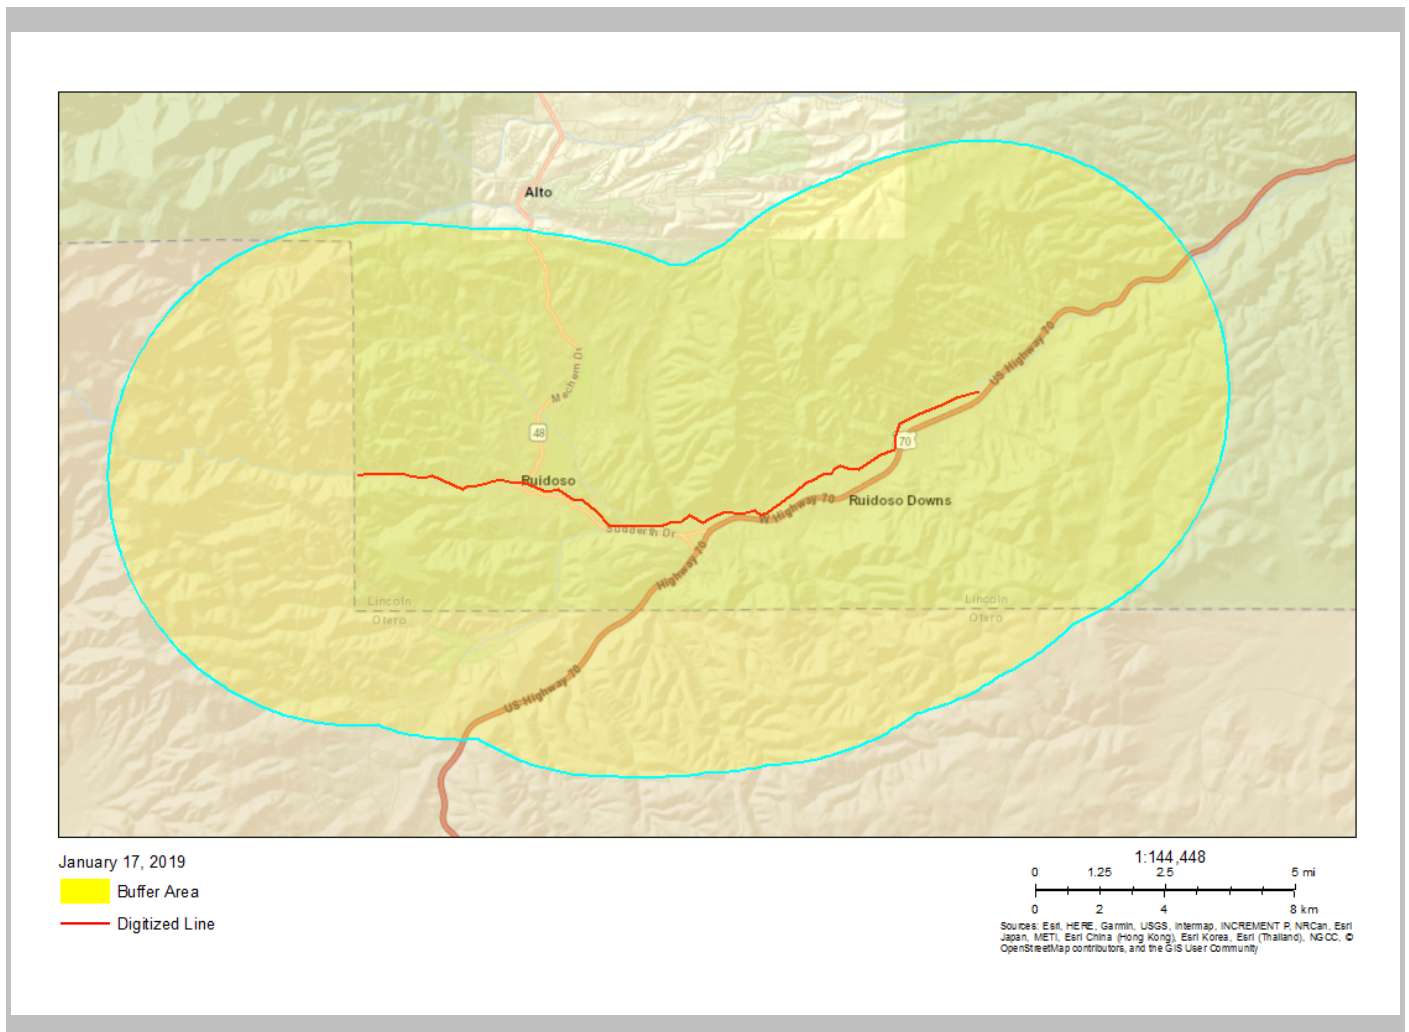 Alto
US Highway 70
Mechem Dr
48
70
Ruidoso
Ruidoso Downs
W Highway 70
Sudderth Dr
Highway 70
Lincoln
Otero
Lincoln
Otero
US Highway 70
January 17, 2019
Buffer Area
Digitized Line
1:144,448
0 1.25 2.5 5 mi
0 2 4 8 km
Sources: Esri, HERE, Garmin, USGS, Intermap, INCREMENT P, NRCan, Esri
Japan, METI, Esri China (Hong Kong), Esri Korea, Esri (Thailand), NGCC, ©
OpenStreetMap contributors, and the GIS User Community